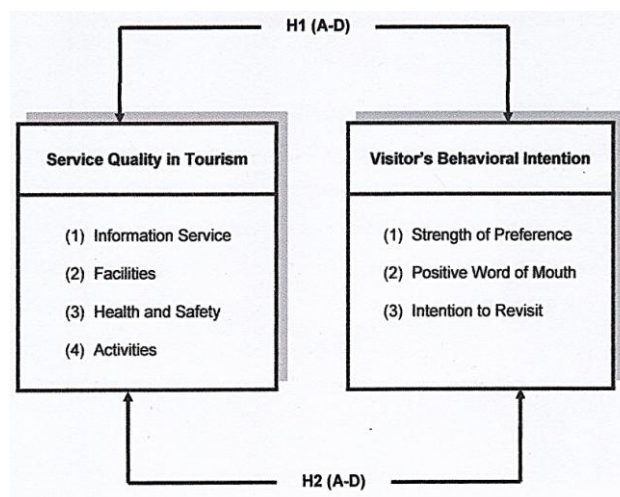 H1 (A-D)
Service Quality in Tourism
(1) Information Service
(2) Facilities
(3) Health and Safety
(4) Activities
Visitor's Behavioral Intention
(1) Strength of Preference
(2) Positive Word of Mouth
(3) Intention to Revisit
H2 (A-D)